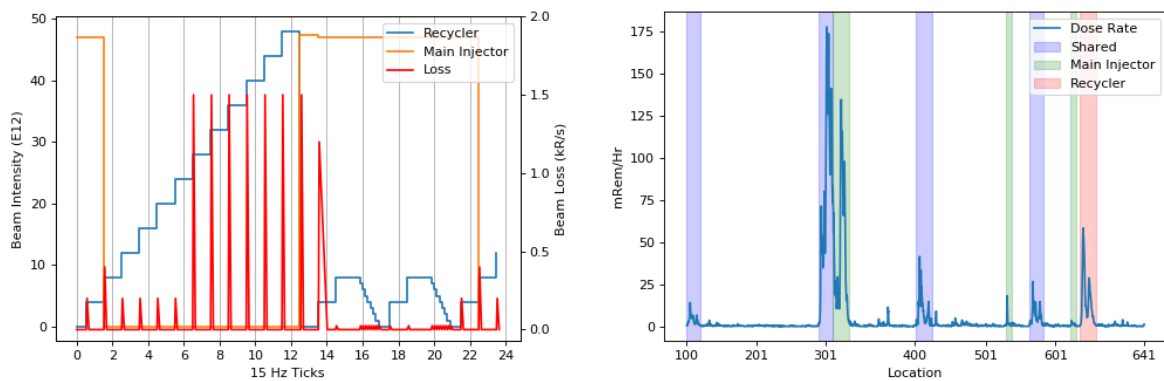 50
40
30
20
10
0
Beam Intensity (E12)
0 2 4 6 8 10 12 14 16 18 20 22 24
15 Hz Ticks
2.0
1.5
1.0
0.5
0.0
Beam Loss (kR/s)
Recycler
Main Injector
Loss
175
150
125
100
75
50
25
0
mRem/Hr
100 201 301 400 501 601 641
Location
Dose Rate
Shared
Main Injector
Recycler